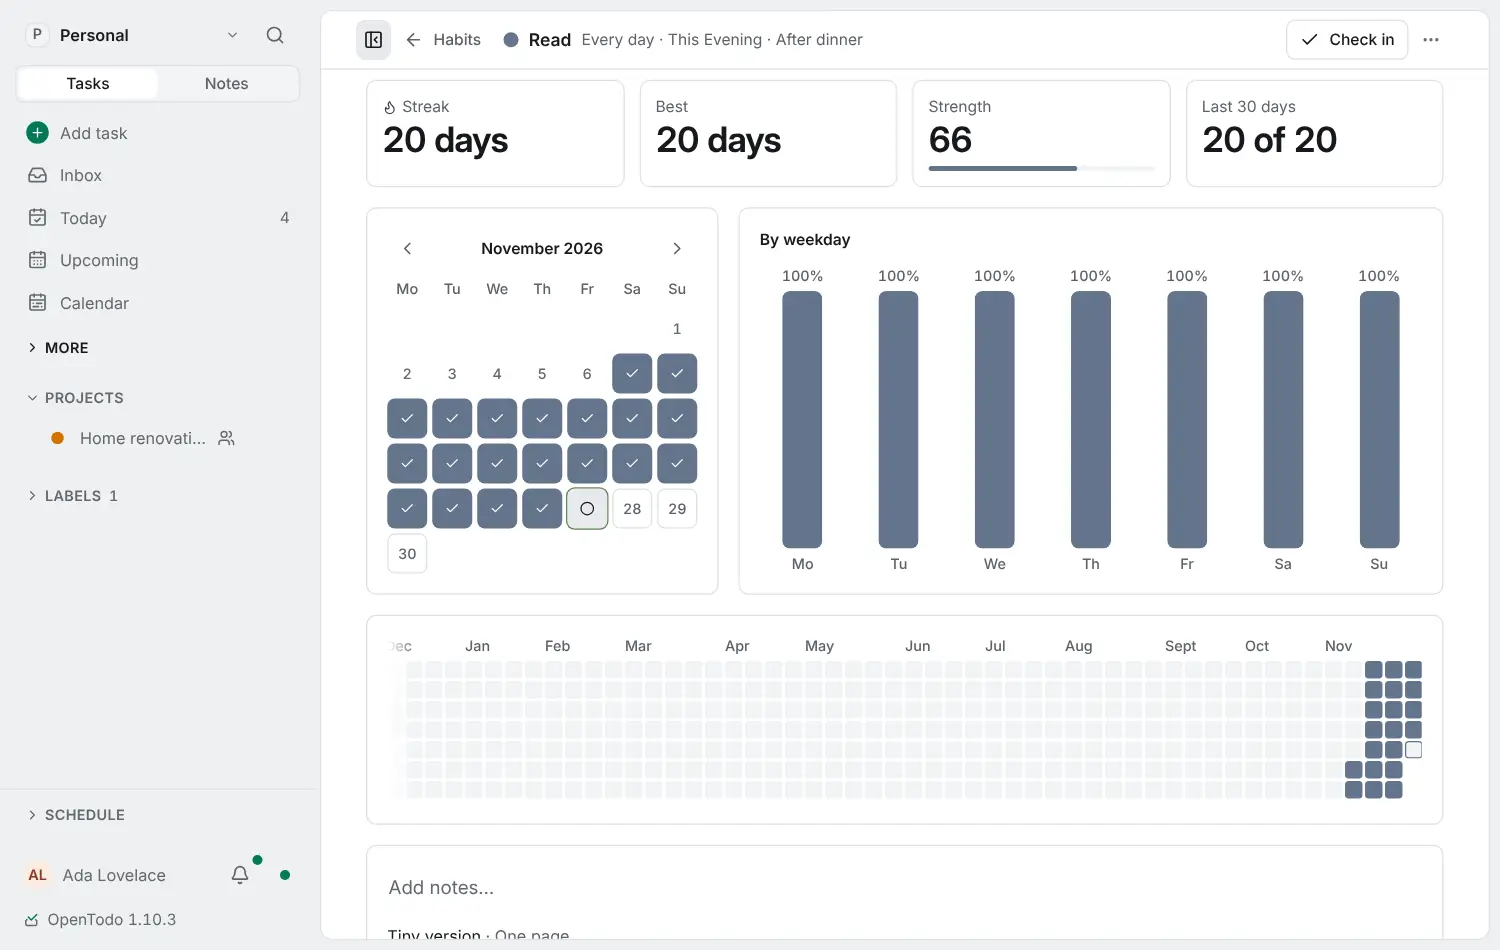 P Personal
Tasks Notes
Add task
Inbox
Today 4
Upcoming
Calendar
MORE
PROJECTS
Home renovati...
LABELS 1
SCHEDULE
AL Ada Lovelace
OpenTodo 1.10.3
Habits Read Every day · This Evening · After dinner Check in
Streak
20 days
Best
20 days
Strength
66
Last 30 days
20 of 20
November 2026
Mo Tu We Th Fr Sa Su
1
2 3 4 5 6
28 29
30
By weekday
100% 100% 100% 100% 100% 100% 100%
Mo Tu We Th Fr Sa Su
Dec Jan Feb Mar Apr May Jun Jul Aug Sept Oct Nov
Add notes...
Tiny version · One page